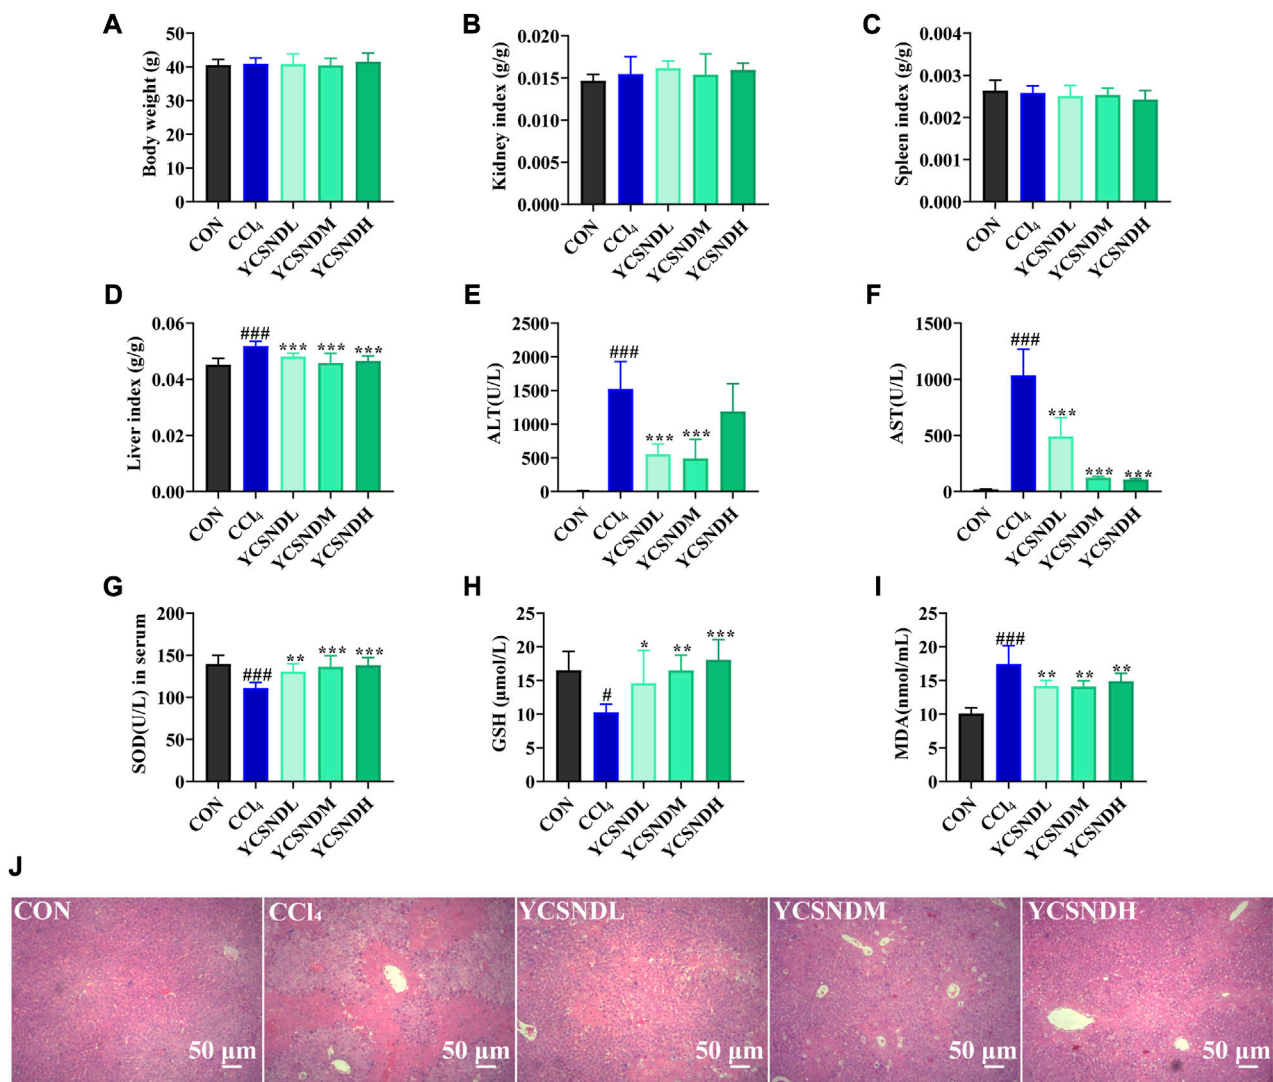 A
Body weight (g)
50
40
30
20
10
0
CON
CCl₄
YCSNDL
YCSNDM
YCSNDH
B
Kidney index (g/g)
0.020
0.015
0.010
0.005
0.000
CON
CCl₄
YCSNDL
YCSNDM
YCSNDH
C
Spleen index (g/g)
0.004
0.003
0.002
0.001
0.000
CON
CCl₄
YCSNDL
YCSNDM
YCSNDH
D
Liver index (g/g)
0.06
0.04
0.02
0.00
###
***
***
***
CON
CCl₄
YCSNDL
YCSNDM
YCSNDH
E
ALT(U/L)
2500
2000
1500
1000
500
0
###
***
***
CON
CCl₄
YCSNDL
YCSNDM
YCSNDH
F
AST(U/L)
1500
1000
500
0
###
***
***
***
CON
CCl₄
YCSNDL
YCSNDM
YCSNDH
G
SOD(U/L) in serum
200
150
100
50
0
###
**
***
***
CON
CCl₄
YCSNDL
YCSNDM
YCSNDH
H
GSH (μmol/L)
25
20
15
10
5
0
#
*
**
***
CON
CCl₄
YCSNDL
YCSNDM
YCSNDH
I
MDA(nmol/mL)
25
20
15
10
5
0
###
**
**
**
CON
CCl₄
YCSNDL
YCSNDM
YCSNDH
J
CON
50 μm
CCl₄
50 μm
YCSNDL
50 μm
YCSNDM
50 μm
YCSNDH
50 μm